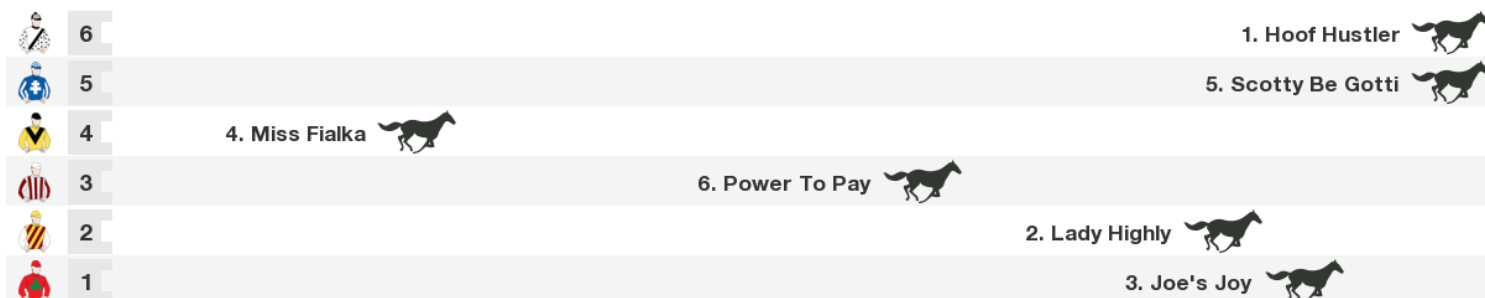 6 1. Hoof Hustler
5 5. Scotty Be Gotti
4 4. Miss Fialka
3 6. Power To Pay
2 2. Lady Highly
1 3. Joe's Joy